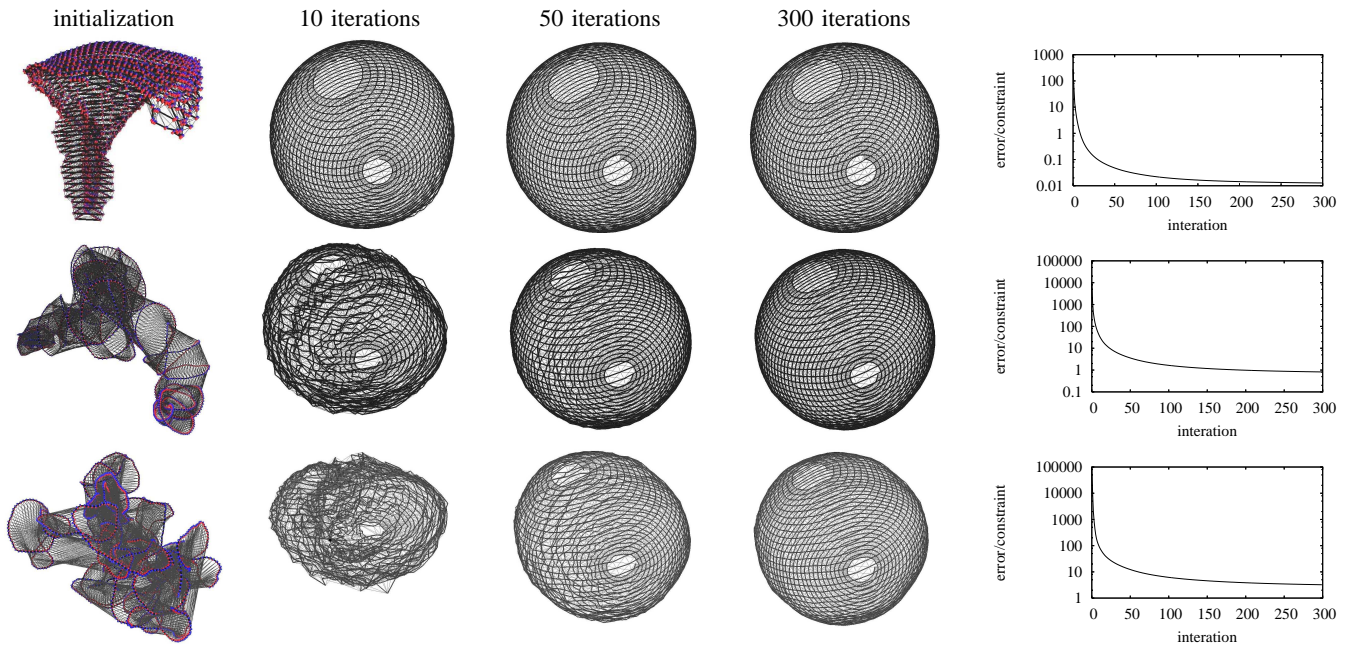 initialization
10 iterations
50 iterations
300 iterations
1000
100
10
1
0.1
0.01
error/constraint
0 50 100 150 200 250 300
interation
100000
10000
1000
100
10
1
0.1
error/constraint
0 50 100 150 200 250 300
interation
100000
10000
1000
100
10
1
error/constraint
0 50 100 150 200 250 300
interation